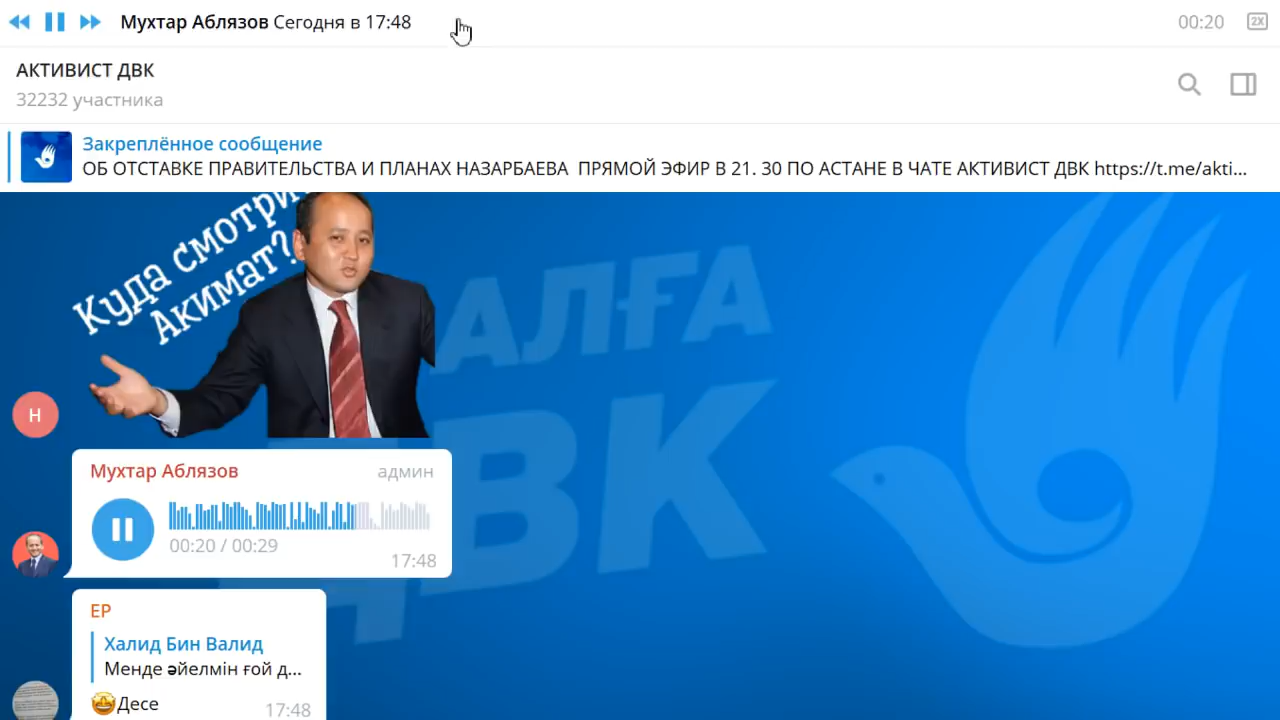 Мухтар Аблязов Сегодня в 17:48
00:20
2X
АКТИВИСТ ДВК
32232 участника
Закреплённое сообщение
ОБ ОТСТАВКЕ ПРАВИТЕЛЬСТВА И ПЛАНАХ НАЗАРБАЕВА ПРЯМОЙ ЭФИР В 21. 30 ПО АСТАНЕ В ЧАТЕ АКТИВИСТ ДВК https://t.me/akti...
Куда смотрит
Акимат?
АЛҒА
ДВК
Н
Мухтар Аблязов
админ
00:20 / 00:29
17:48
ЕР
Халид Бин Валид
Менде әйелмін ғой д...
🤩Десе
17:48